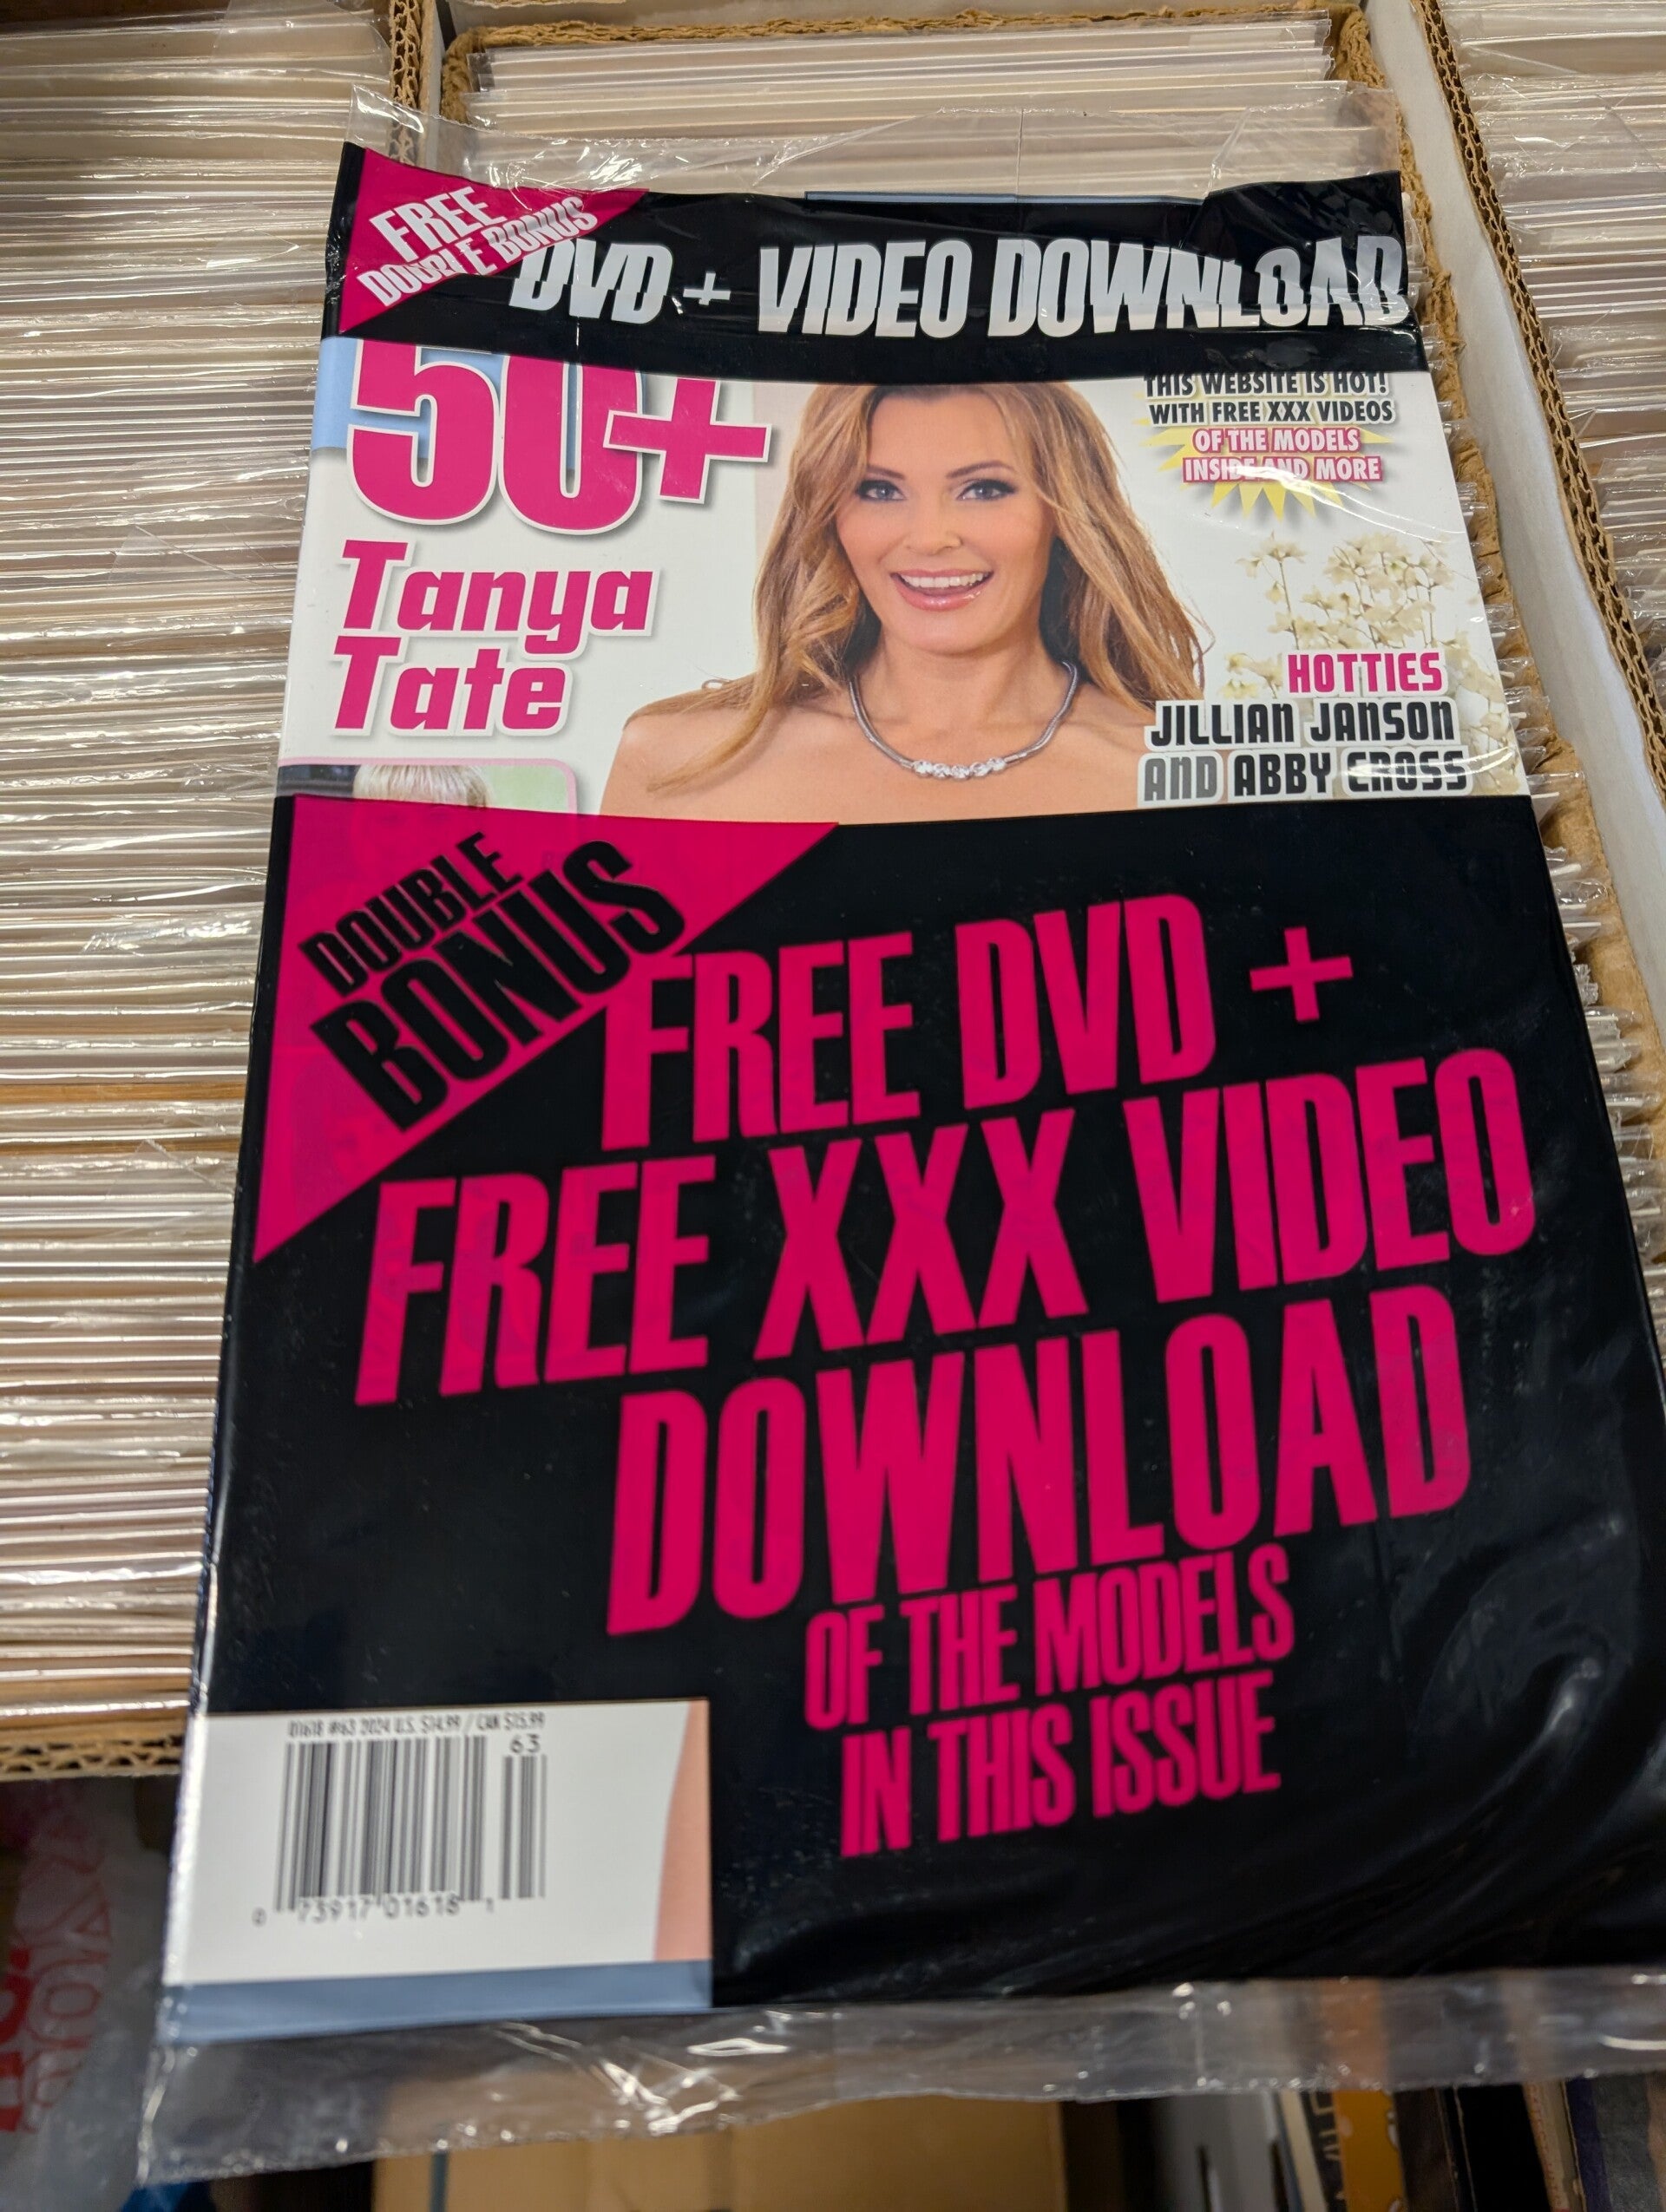 FREE
DOUBLE BONUS
DVD + VIDEO DOWNLOAD
50+
THIS WEBSITE IS HOT!
WITH FREE XXX VIDEOS
OF THE MODELS
INSIDE AND MORE
Tanya
Tate
HOTTIES
JILLIAN JANSON
AND ABBY CROSS
DOUBLE
BONUS
FREE DVD +
FREE XXX VIDEO
DOWNLOAD
OF THE MODELS
IN THIS ISSUE
01618 #63 2024 U.S. $14.99 / CAN $15.99
63
0 73917 01618 1